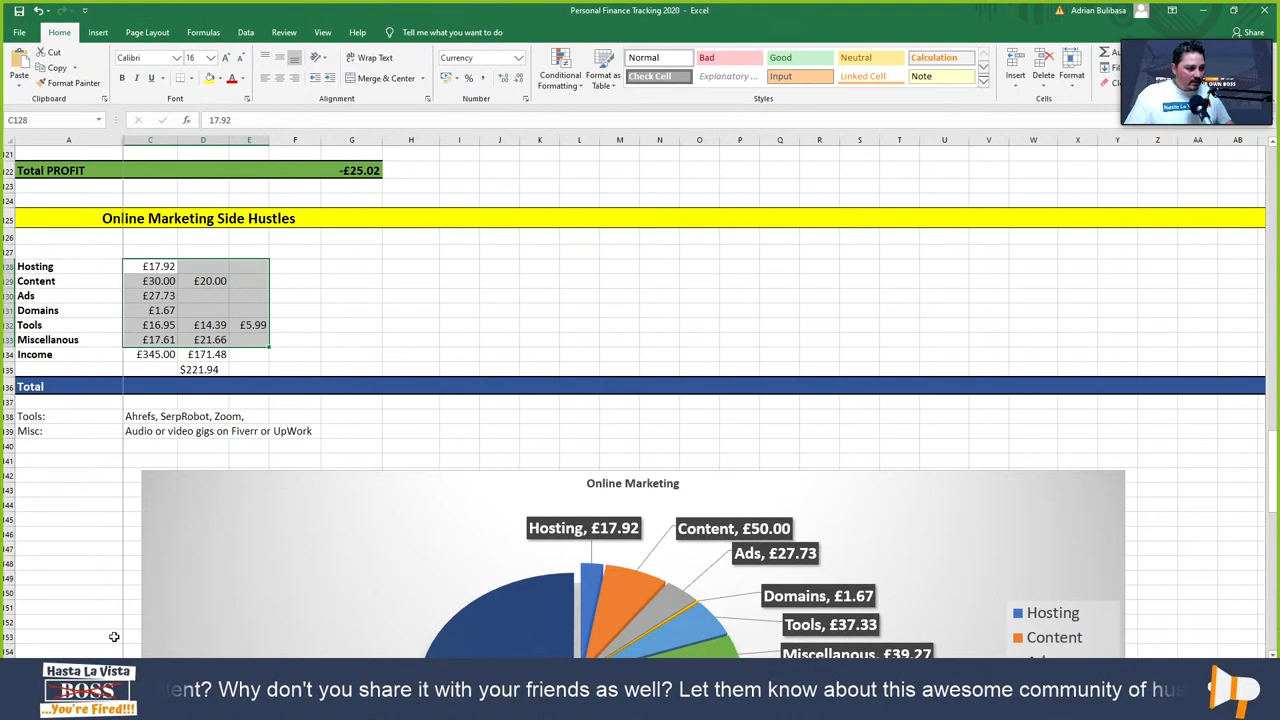 Personal Finance Tracking 2020 - Excel
Adrian Bulibasa
File Home Insert Page Layout Formulas Data Review View Help Tell me what you want to do
Share
Paste
Cut
Copy
Format Painter
Clipboard
Calibri 16
B I U
Font
Wrap Text
Merge & Center
Alignment
Currency
Number
Conditional Formatting
Format as Table
Normal Bad Good Neutral Calculation
Check Cell Explanatory ... Input Linked Cell Note
Styles
Insert Delete Format
Cells
C128 fx 17.92
A C D E F G H I J K L M N O P Q R S T U V W X Y Z AA AB
Total PROFIT -£25.02
Online Marketing Side Hustles
Hosting £17.92
Content £30.00 £20.00
Ads £27.73
Domains £1.67
Tools £16.95 £14.39 £5.99
Miscellanous £17.61 £21.66
Income £345.00 £171.48
$221.94
Total
Tools: Ahrefs, SerpRobot, Zoom,
Misc: Audio or video gigs on Fiverr or UpWork
Online Marketing
Hosting, £17.92
Content, £50.00
Ads, £27.73
Domains, £1.67
Tools, £37.33
Miscellanous, £39.27
Hosting
Content
Hasta La Vista
BOSS
...You're Fired!!!
tent? Why don't you share it with your friends as well? Let them know about this awesome community of hus